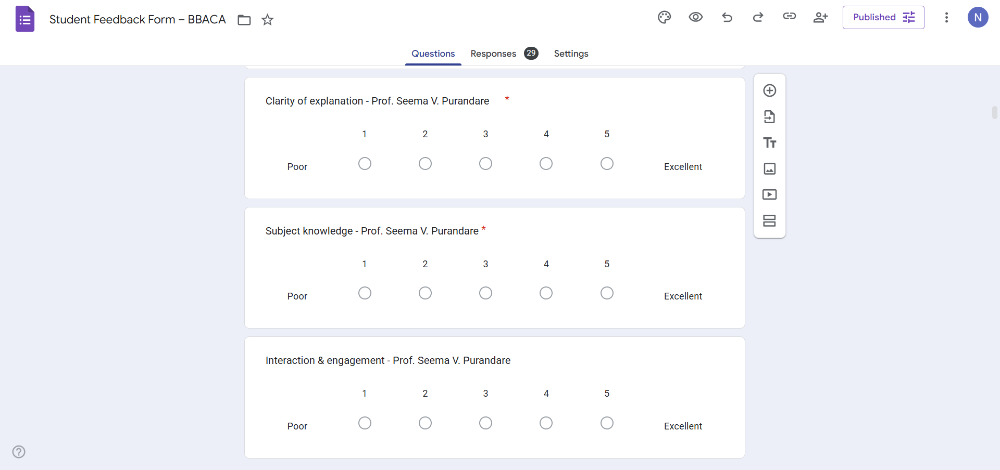 Student Feedback Form – BBACA
Published
N
Questions
Responses 29
Settings
Clarity of explanation - Prof. Seema V. Purandare *
1 2 3 4 5
Poor Excellent
Subject knowledge - Prof. Seema V. Purandare *
1 2 3 4 5
Poor Excellent
Interaction & engagement - Prof. Seema V. Purandare
1 2 3 4 5
Poor Excellent